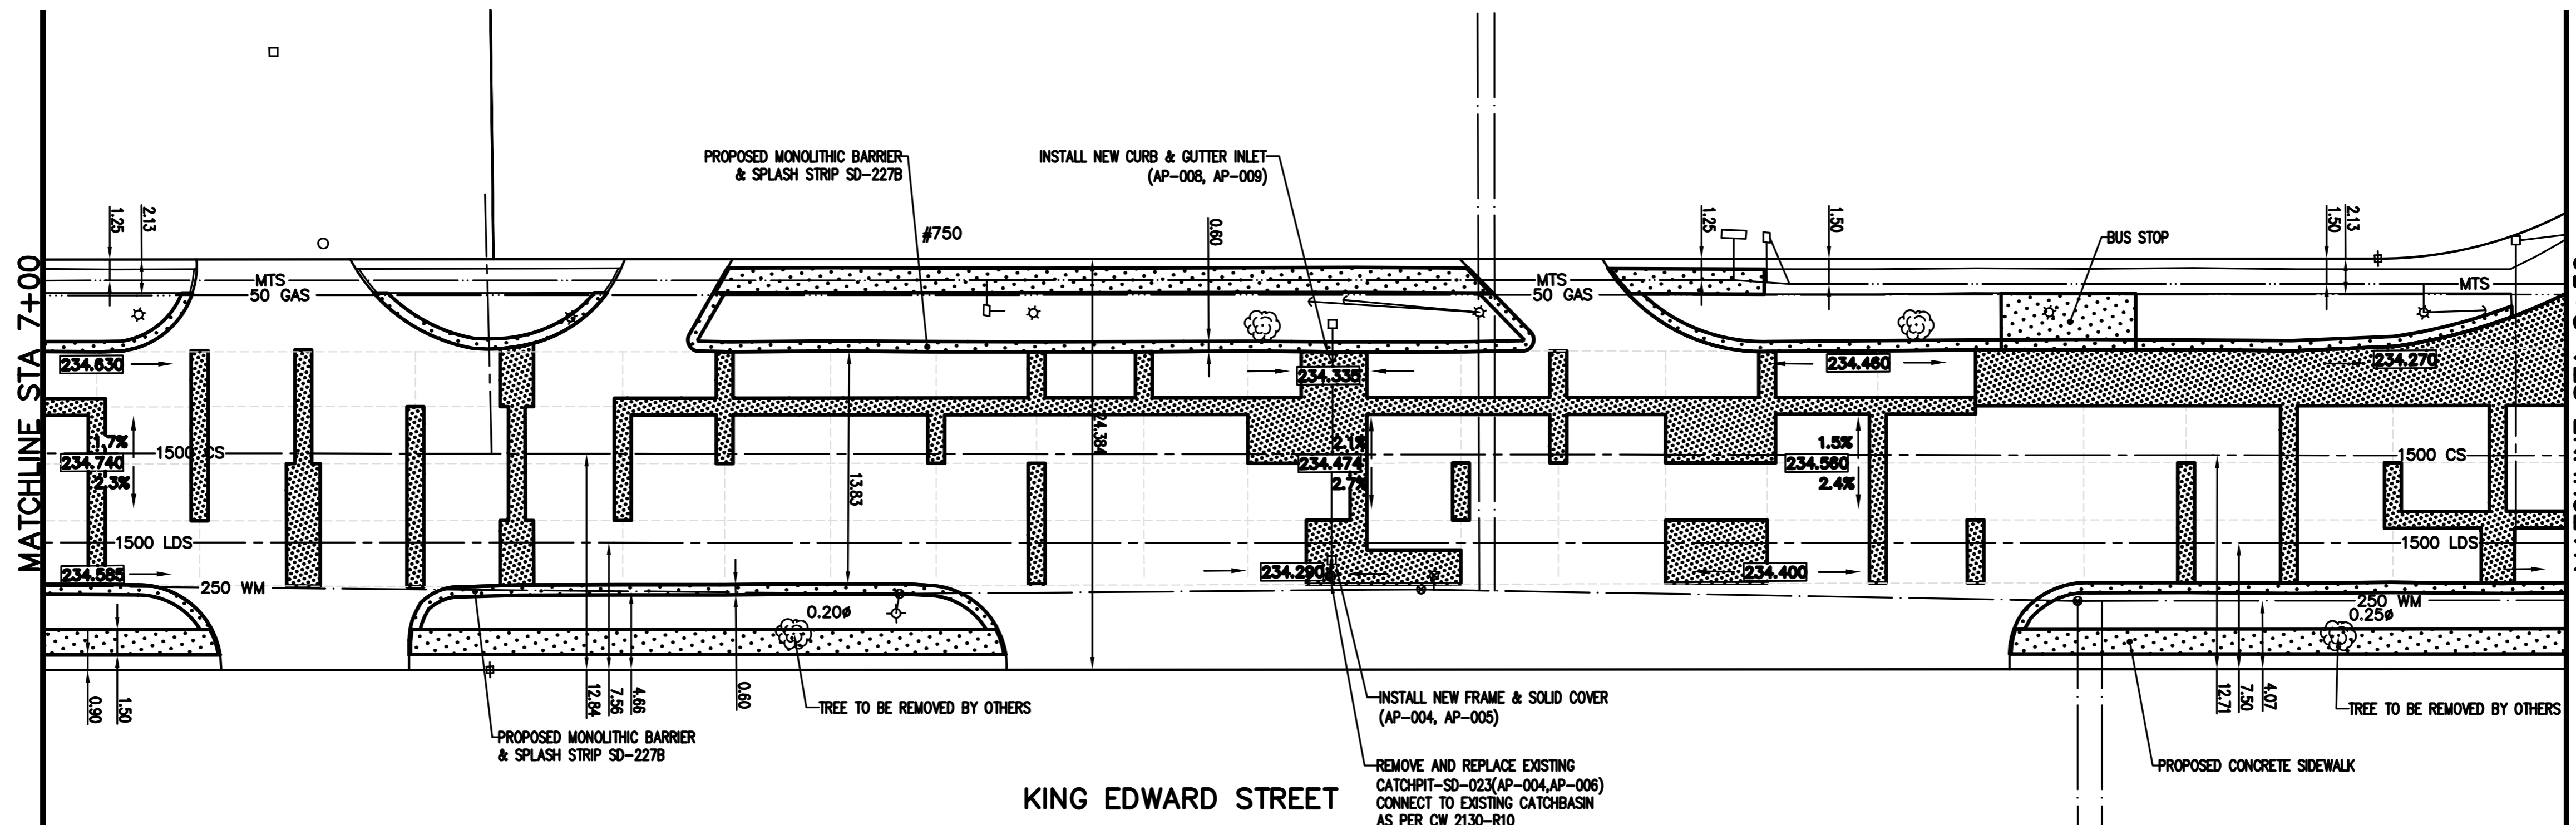 PROPOSED MONOLITHIC BARRIER
& SPLASH STRIP SD-227B
INSTALL NEW CURB & GUTTER INLET
(AP-008, AP-009)
#750
BUS STOP
1.25
2.13
0.60
1.25
1.50
1.50
2.13
MATCHLINE STA 7+00
MTS
50 GAS
MTS
50 GAS
MTS
234.630
234.335
234.460
234.270
24.384
13.83
1.7%
234.740
2.3%
1500 CS
2.1%
234.474
2.7%
1.5%
234.560
2.4%
1500 CS
1500 LDS
1500 LDS
234.585
234.290
234.400
250 WM
250 WM
0.20ø
0.25ø
0.90
1.50
12.84
7.56
4.66
0.60
12.71
7.50
4.07
TREE TO BE REMOVED BY OTHERS
INSTALL NEW FRAME & SOLID COVER
(AP-004, AP-005)
TREE TO BE REMOVED BY OTHERS
PROPOSED MONOLITHIC BARRIER
& SPLASH STRIP SD-227B
REMOVE AND REPLACE EXISTING
CATCHPIT-SD-023(AP-004,AP-006)
CONNECT TO EXISTING CATCHBASIN
AS PER CW 2130-R10
PROPOSED CONCRETE SIDEWALK
KING EDWARD STREET